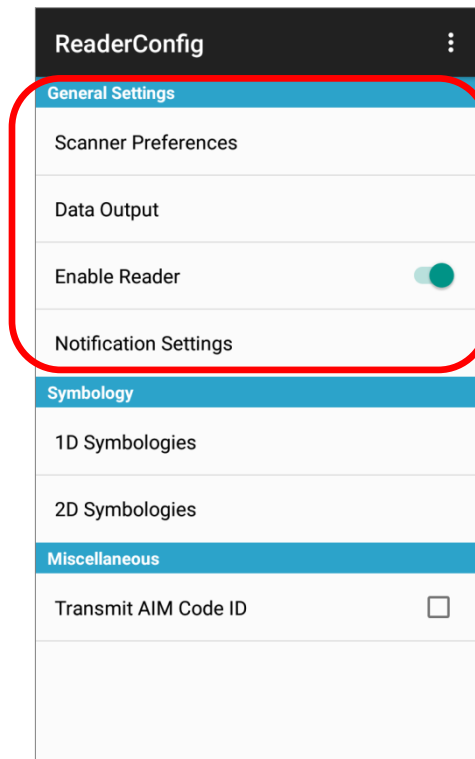 ReaderConfig
General Settings
Scanner Preferences
Data Output
Enable Reader
Notification Settings
Symbology
1D Symbologies
2D Symbologies
Miscellaneous
Transmit AIM Code ID